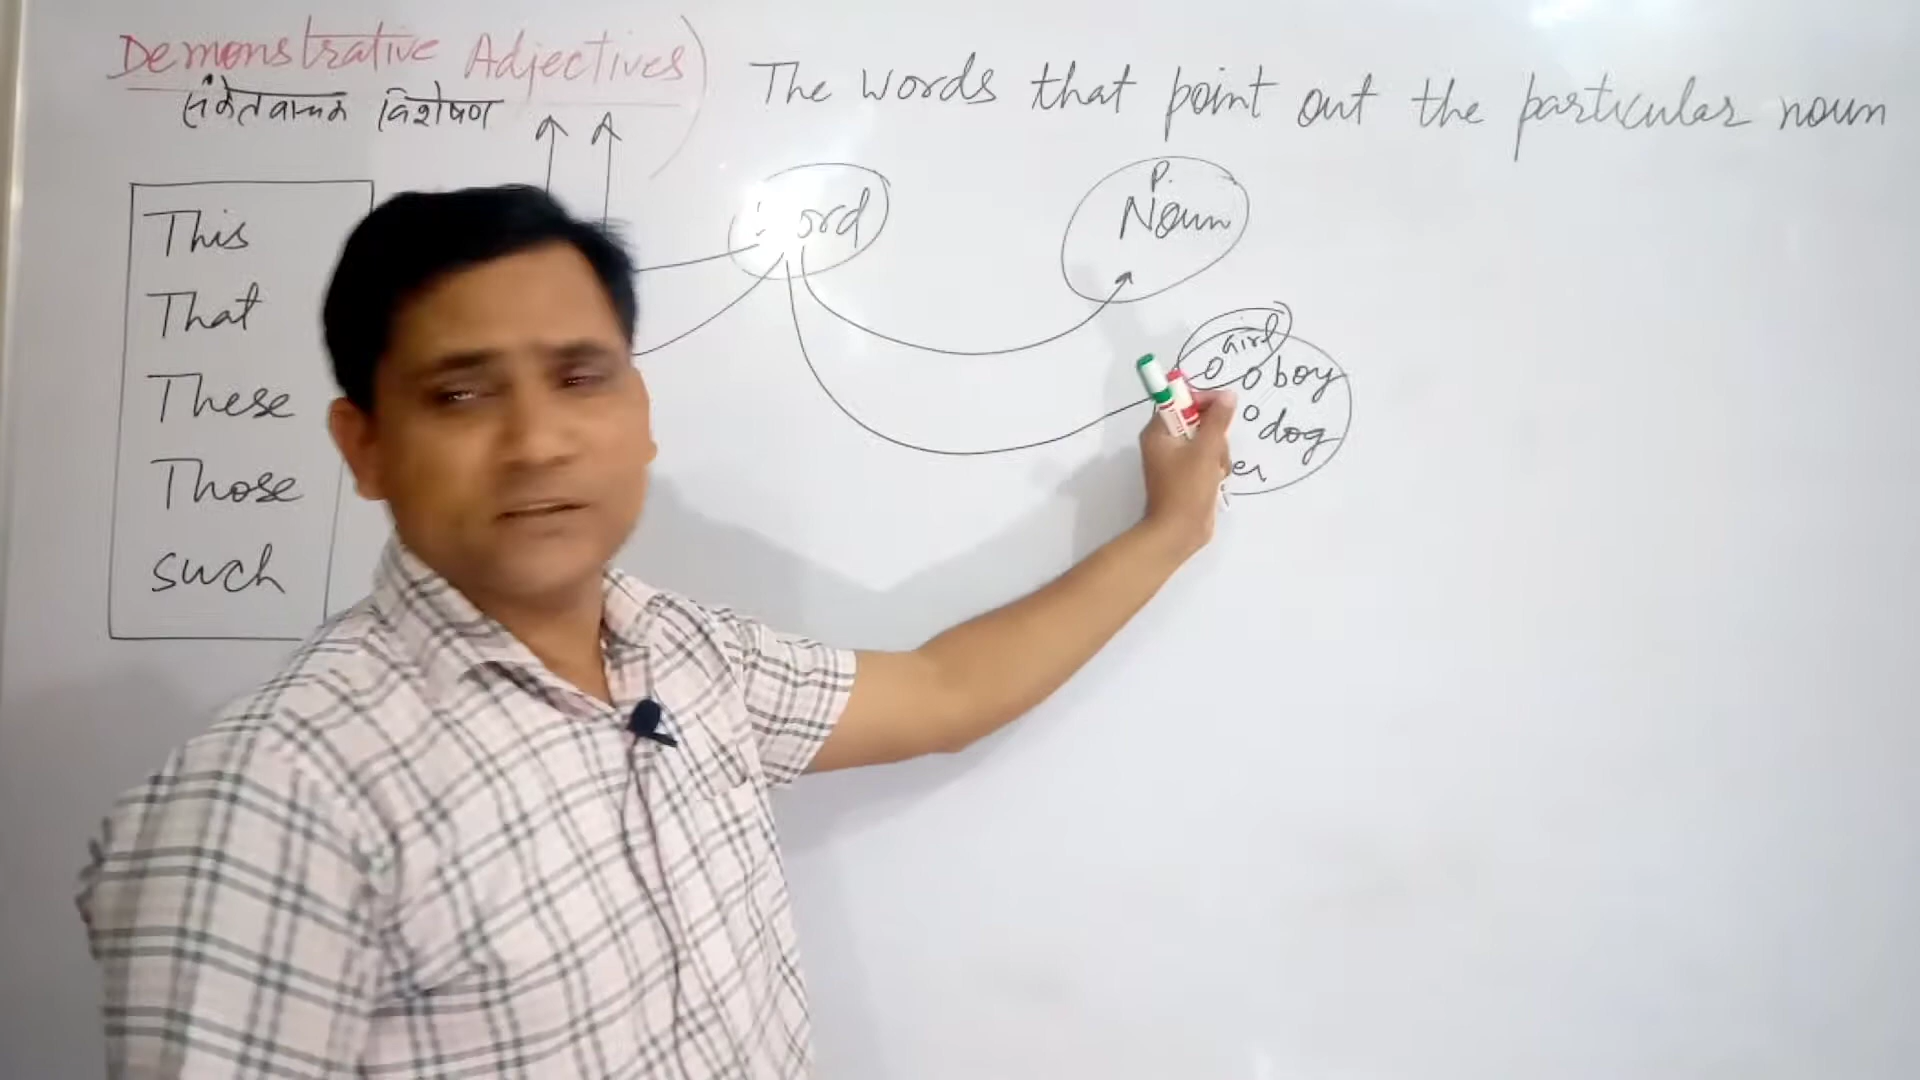 Demonstrative Adjectives)
संकेतवाचक विशेषण
The words that point out the particular noun
This
That
These
Those
such
P.
Noun
girl
boy
dog